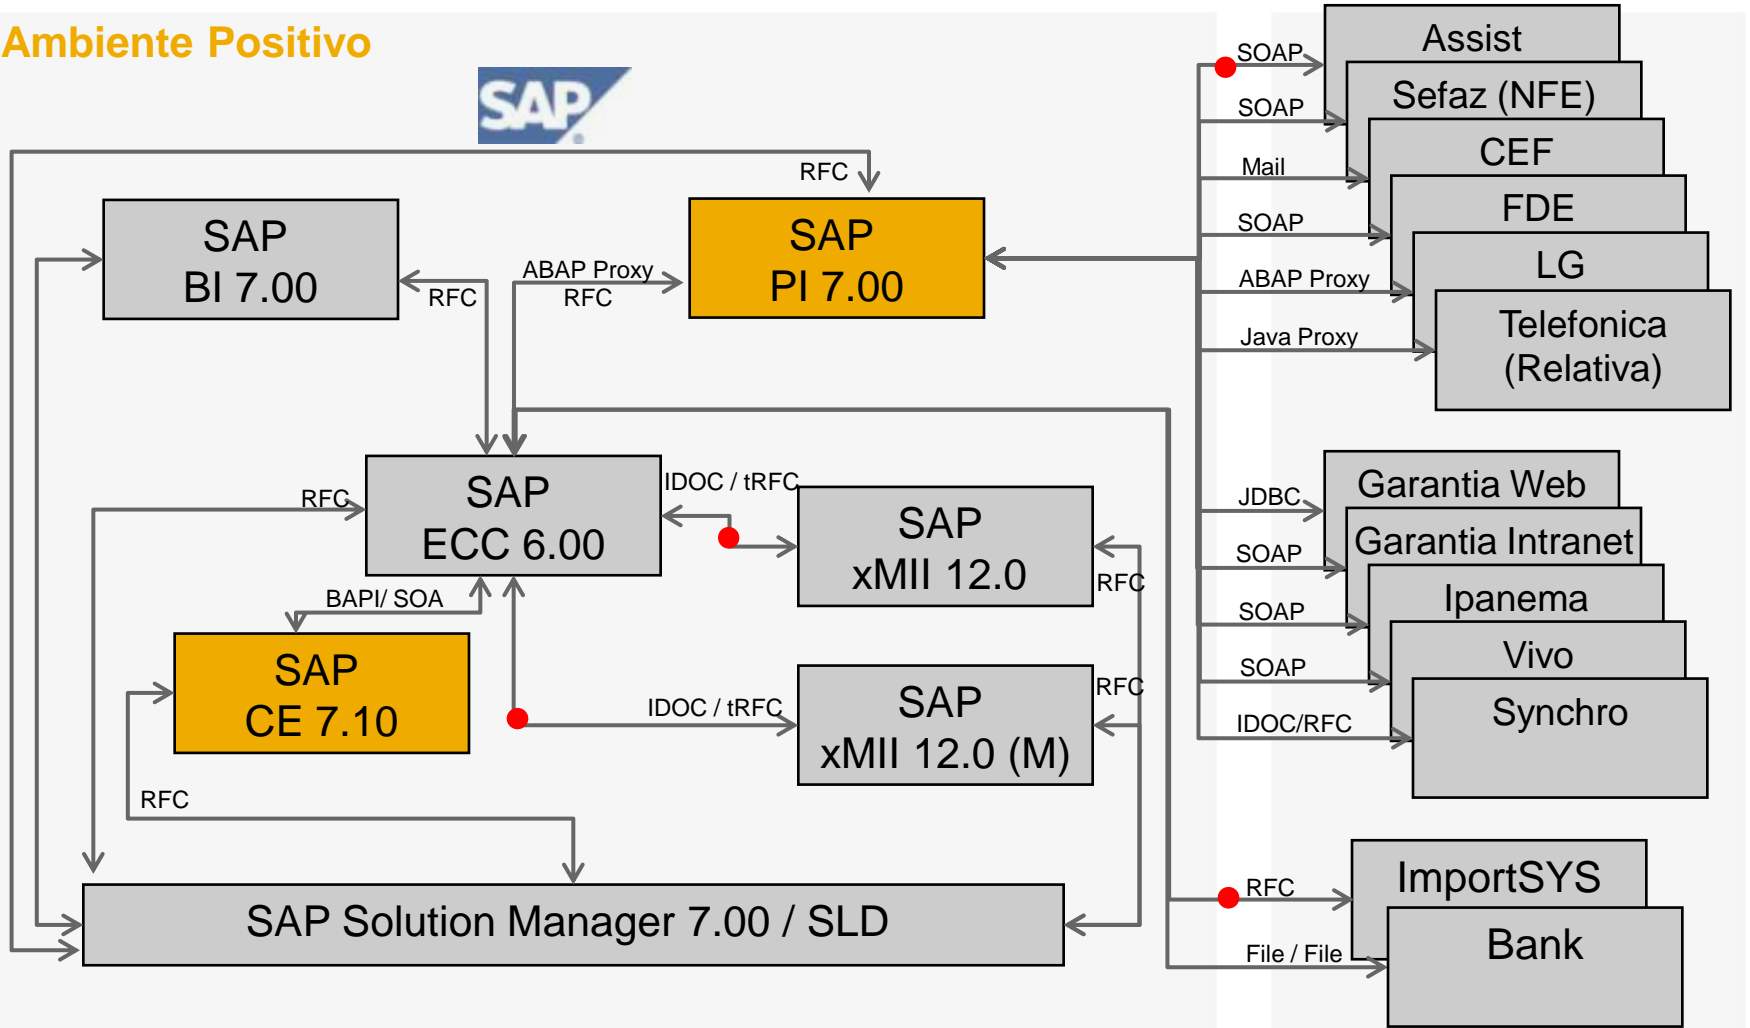 Ambiente Positivo
SAP
RFC
SAP
BI 7.00
RFC
ABAP Proxy
RFC
SAP
PI 7.00
SOAP
Assist
SOAP
Sefaz (NFE)
Mail
CEF
SOAP
FDE
ABAP Proxy
LG
Java Proxy
Telefonica
(Relativa)
RFC
SAP
ECC 6.00
IDOC / tRFC
SAP
xMII 12.0
RFC
BAPI/ SOA
SAP
CE 7.10
IDOC / tRFC
SAP
xMII 12.0 (M)
RFC
RFC
SAP Solution Manager 7.00 / SLD
JDBC
Garantia Web
SOAP
Garantia Intranet
SOAP
Ipanema
SOAP
Vivo
IDOC/RFC
Synchro
RFC
ImportSYS
File / File
Bank